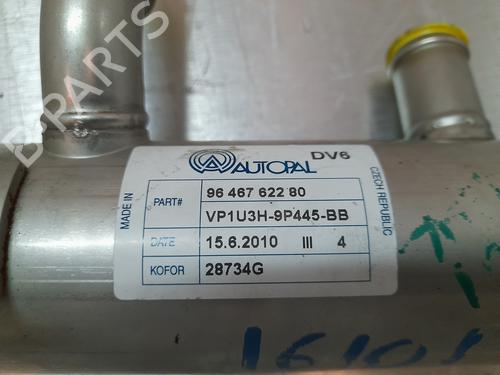 AUTOPAL
DV6
MADE IN
CZECH REPUBLIC
PART# 96 467 622 80
VP1U3H-9P445-BB
DATE 15.6.2010 III 4
KOFOR 28734G
16101
B-PARTS